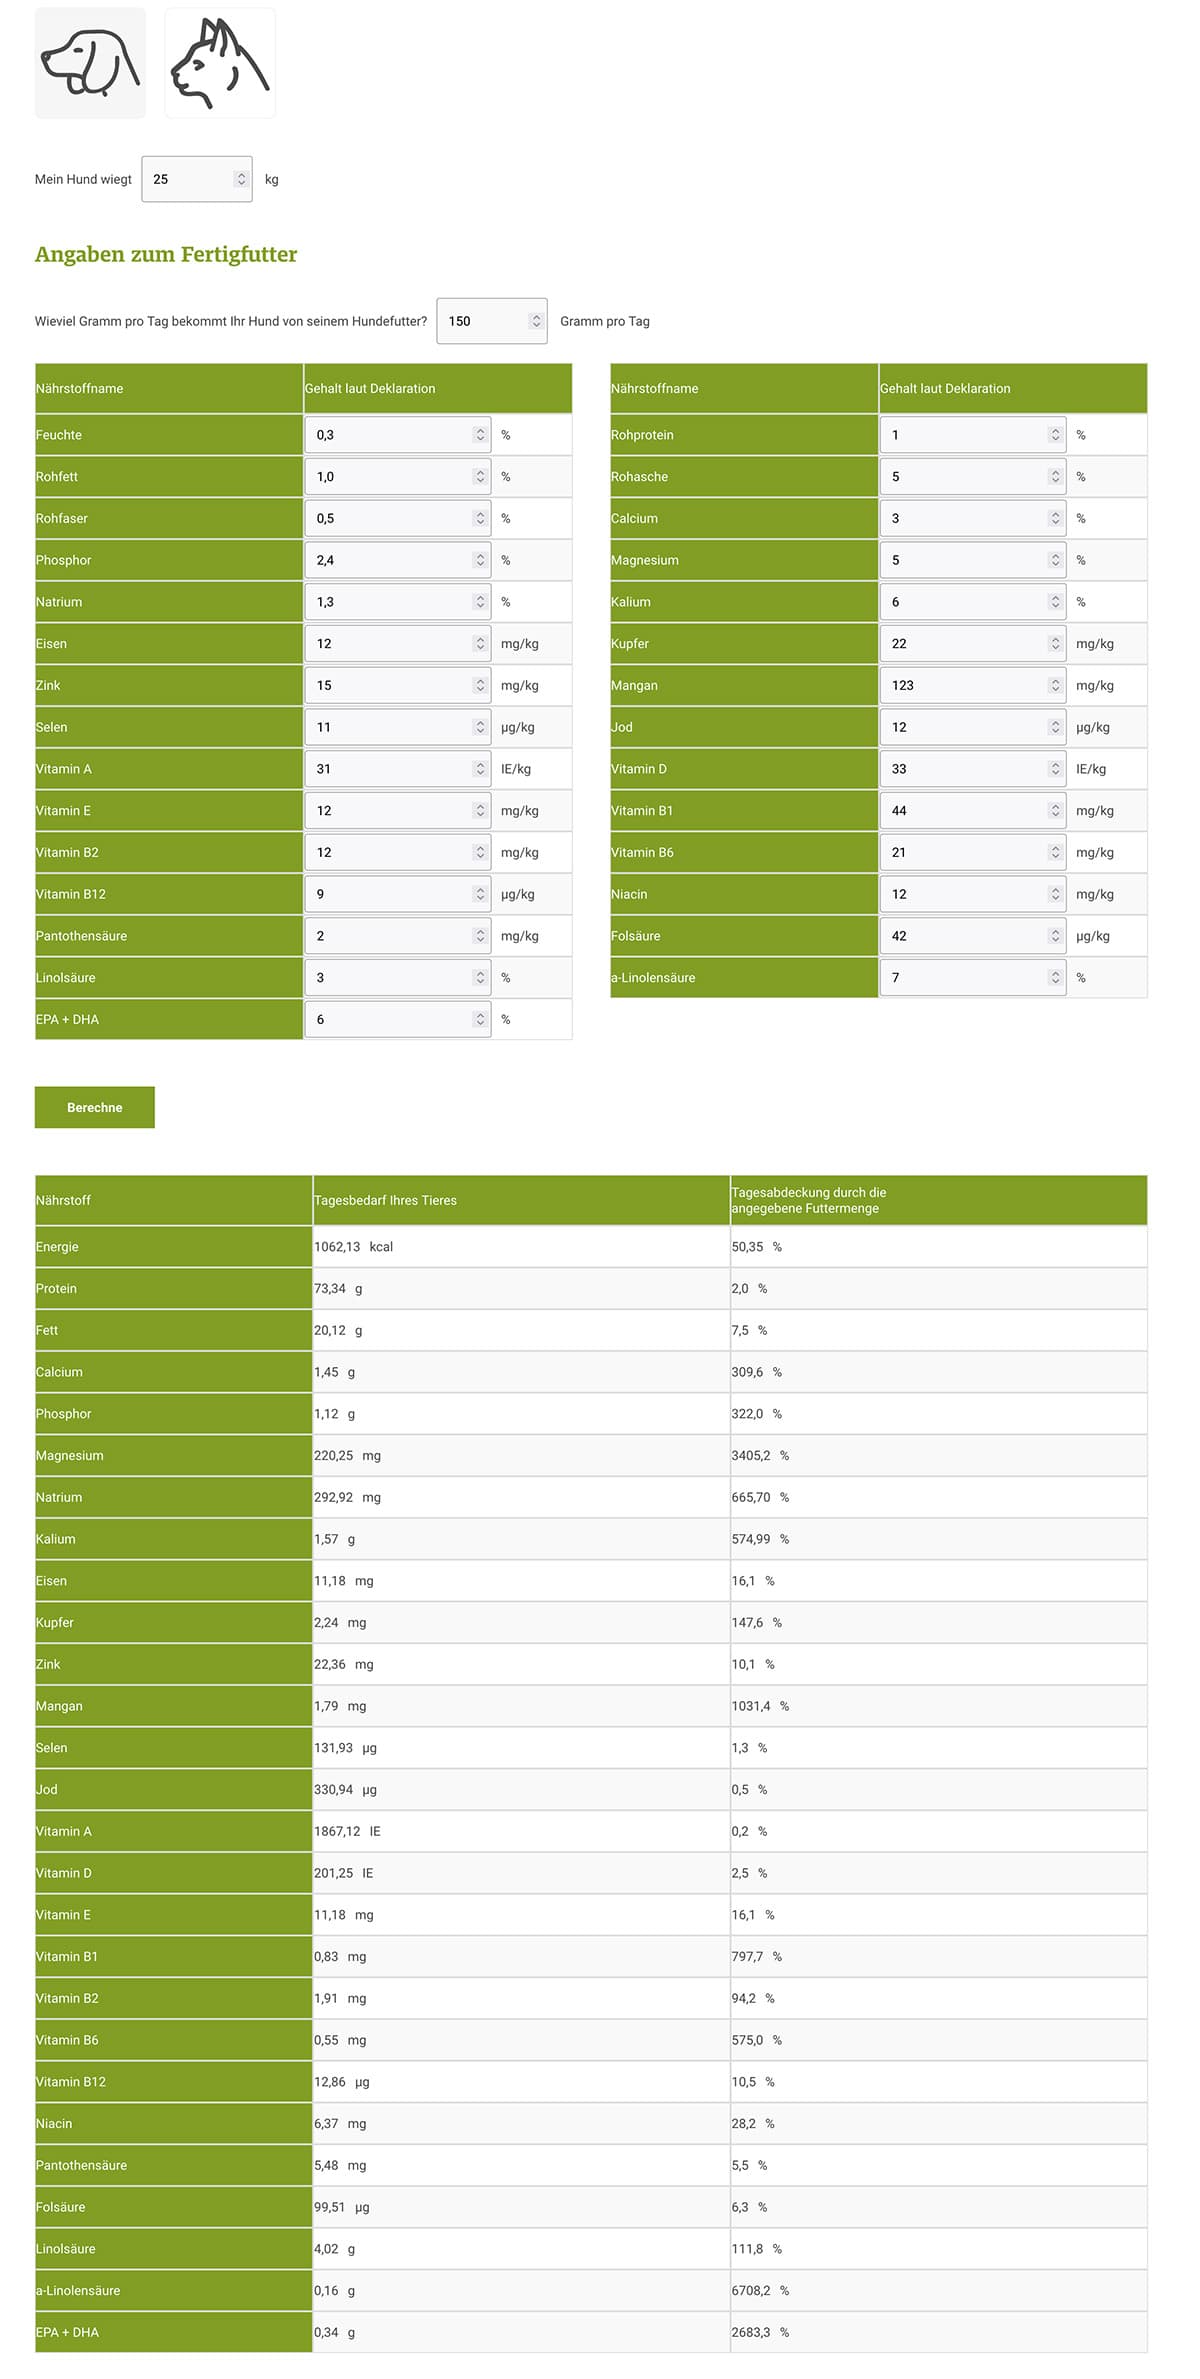 Mein Hund wiegt 25 kg
Angaben zum Fertigfutter
Wieviel Gramm pro Tag bekommt Ihr Hund von seinem Hundefutter? 150 Gramm pro Tag
Nährstoffname Gehalt laut Deklaration
Feuchte 0,3 %
Rohfett 1,0 %
Rohfaser 0,5 %
Phosphor 2,4 %
Natrium 1,3 %
Eisen 12 mg/kg
Zink 15 mg/kg
Selen 11 µg/kg
Vitamin A 31 IE/kg
Vitamin E 12 mg/kg
Vitamin B2 12 mg/kg
Vitamin B12 9 µg/kg
Pantothensäure 2 mg/kg
Linolsäure 3 %
EPA + DHA 6 %
Nährstoffname Gehalt laut Deklaration
Rohprotein 1 %
Rohasche 5 %
Calcium 3 %
Magnesium 5 %
Kalium 6 %
Kupfer 22 mg/kg
Mangan 123 mg/kg
Jod 12 µg/kg
Vitamin D 33 IE/kg
Vitamin B1 44 mg/kg
Vitamin B6 21 mg/kg
Niacin 12 mg/kg
Folsäure 42 µg/kg
a-Linolensäure 7 %
Berechne
Nährstoff Tagesbedarf Ihres Tieres Tagesabdeckung durch die
angegebene Futtermenge
Energie 1062,13 kcal 50,35 %
Protein 73,34 g 2,0 %
Fett 20,12 g 7,5 %
Calcium 1,45 g 309,6 %
Phosphor 1,12 g 322,0 %
Magnesium 220,25 mg 3405,2 %
Natrium 292,92 mg 665,70 %
Kalium 1,57 g 574,99 %
Eisen 11,18 mg 16,1 %
Kupfer 2,24 mg 147,6 %
Zink 22,36 mg 10,1 %
Mangan 1,79 mg 1031,4 %
Selen 131,93 µg 1,3 %
Jod 330,94 µg 0,5 %
Vitamin A 1867,12 IE 0,2 %
Vitamin D 201,25 IE 2,5 %
Vitamin E 11,18 mg 16,1 %
Vitamin B1 0,83 mg 797,7 %
Vitamin B2 1,91 mg 94,2 %
Vitamin B6 0,55 mg 575,0 %
Vitamin B12 12,86 µg 10,5 %
Niacin 6,37 mg 28,2 %
Pantothensäure 5,48 mg 5,5 %
Folsäure 99,51 µg 6,3 %
Linolsäure 4,02 g 111,8 %
a-Linolensäure 0,16 g 6708,2 %
EPA + DHA 0,34 g 2683,3 %